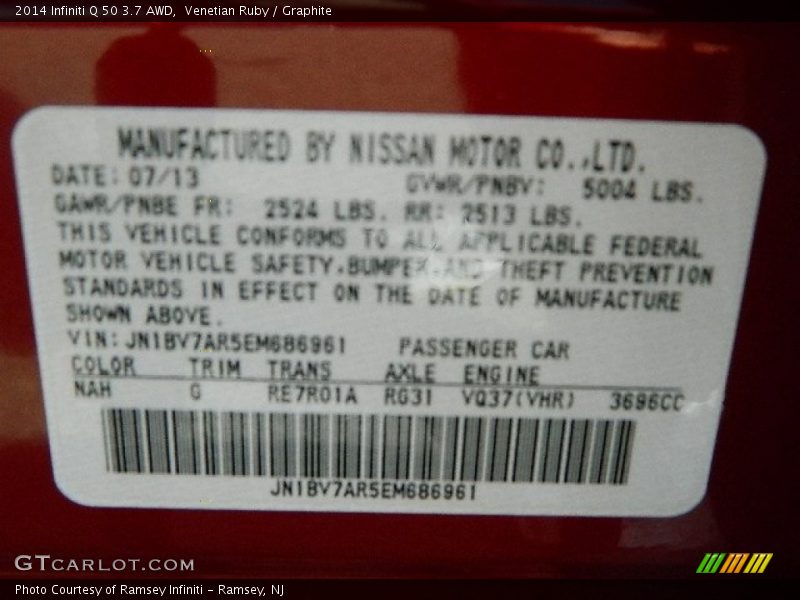 2014 Infiniti Q 50 3.7 AWD, Venetian Ruby / Graphite
MANUFACTURED BY NISSAN MOTOR CO.,LTD.
DATE: 07/13 GVWR/PNBV: 5004 LBS.
GAWR/PNBE FR: 2524 LBS. RR: 2513 LBS.
THIS VEHICLE CONFORMS TO ALL APPLICABLE FEDERAL
MOTOR VEHICLE SAFETY,BUMPER,AND THEFT PREVENTION
STANDARDS IN EFFECT ON THE DATE OF MANUFACTURE
SHOWN ABOVE.
VIN: JN1BV7AR5EM686961 PASSENGER CAR
COLOR TRIM TRANS AXLE ENGINE
NAH G RE7R01A RG31 VQ37(VHR) 3696CC
JN1BV7AR5EM686961
GTCARLOT.COM
Photo Courtesy of Ramsey Infiniti - Ramsey, NJ